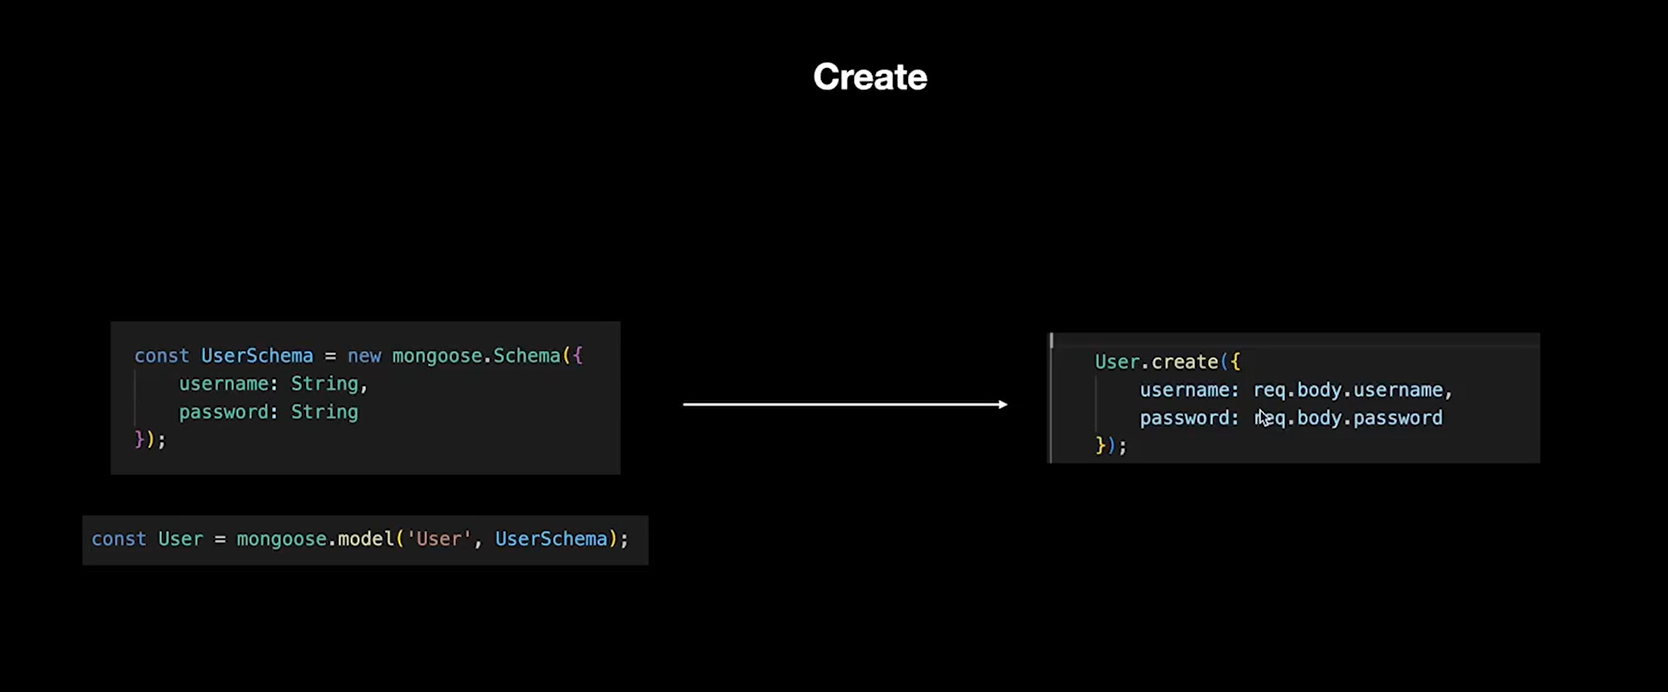 Create
const UserSchema = new mongoose.Schema({
    username: String,
    password: String
});
const User = mongoose.model('User', UserSchema);
User.create({
    username: req.body.username,
    password: req.body.password
});